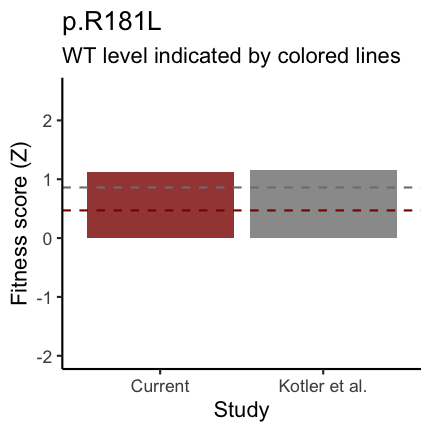 p.R181L
WT level indicated by colored lines
Fitness score (Z)
2
1
0
-1
-2
Current
Kotler et al.
Study